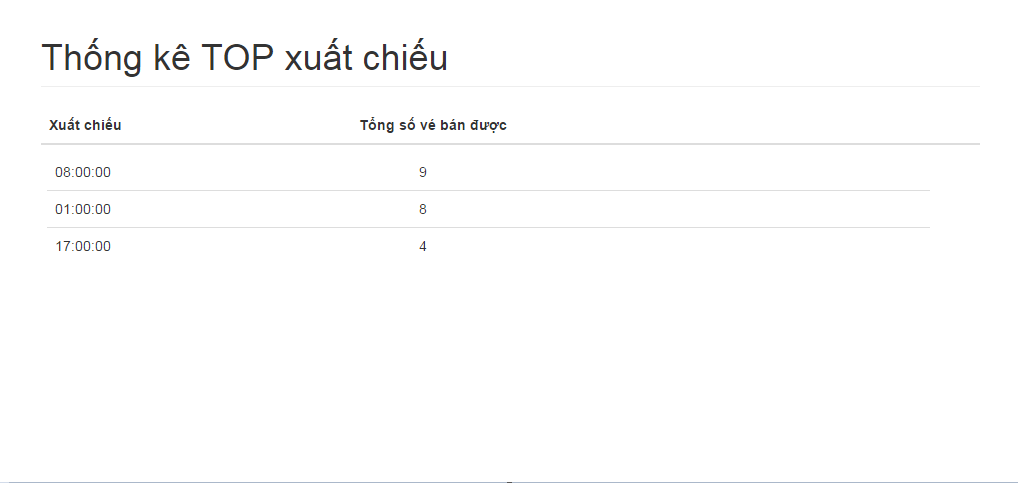 Thống kê TOP xuất chiếu
Xuất chiếu Tổng số vé bán được
08:00:00 9
01:00:00 8
17:00:00 4